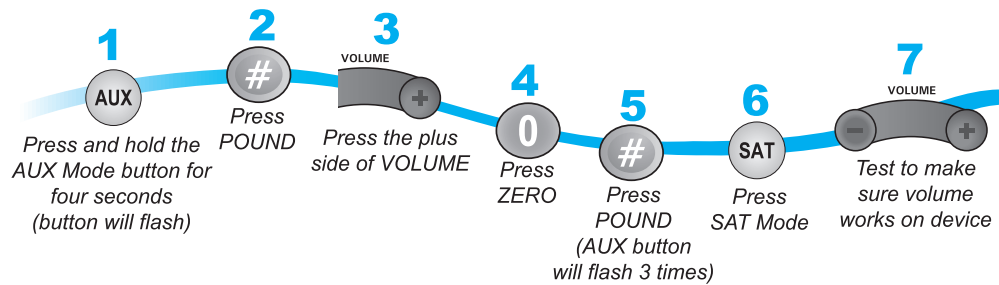 1
AUX
Press and hold the
AUX Mode button for
four seconds
(button will flash)
2
#
Press
POUND
3
VOLUME
+
Press the plus
side of VOLUME
4
0
Press
ZERO
5
#
Press
POUND
(AUX button
will flash 3 times)
6
SAT
Press
SAT Mode
7
VOLUME
- +
Test to make
sure volume
works on device